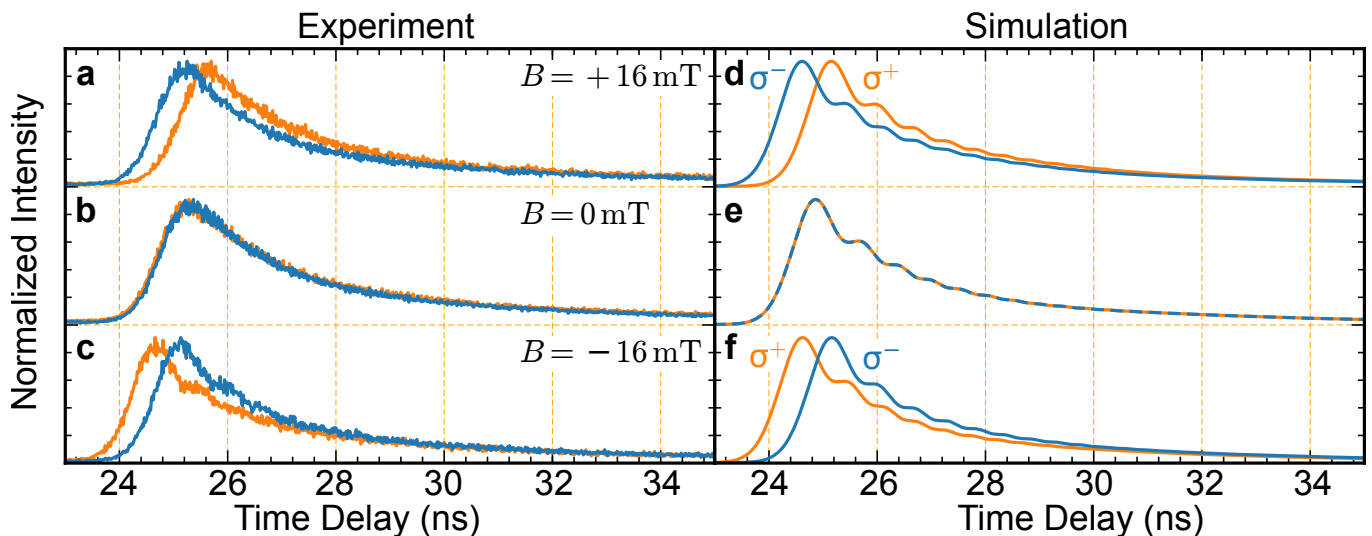 Experiment
Simulation
Normalized Intensity
a
B = +16 mT
b
B = 0 mT
c
B = −16 mT
d
σ⁻
σ⁺
e
f
σ⁺
σ⁻
24 26 28 30 32 34
24 26 28 30 32 34
Time Delay (ns)
Time Delay (ns)